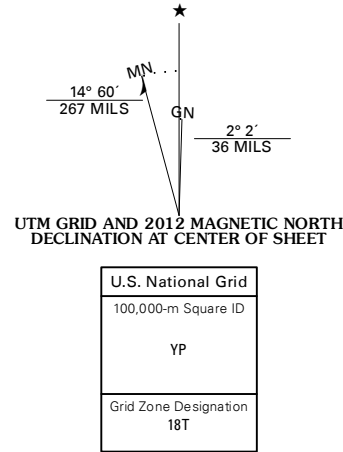 ★
MN
14° 60´
267 MILS
GN
2° 2´
36 MILS
UTM GRID AND 2012 MAGNETIC NORTH
DECLINATION AT CENTER OF SHEET
U.S. National Grid
100,000-m Square ID
YP
Grid Zone Designation
18T